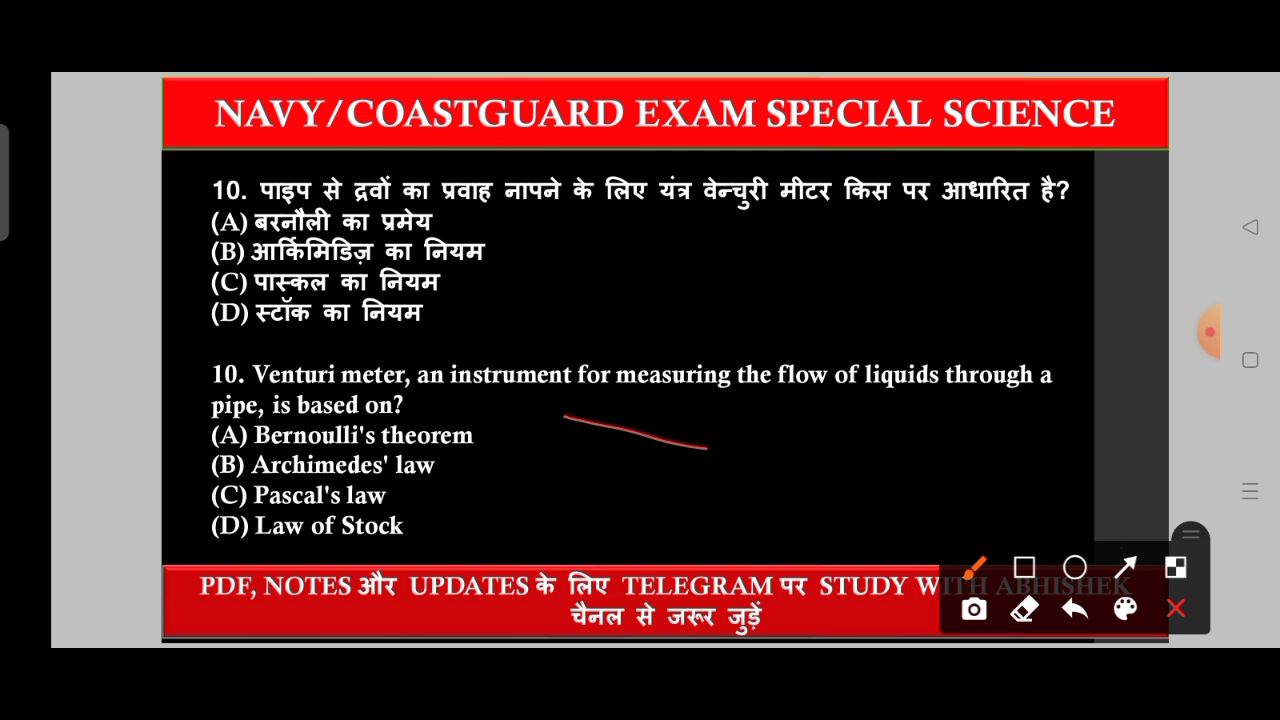 NAVY/COASTGUARD EXAM SPECIAL SCIENCE
10. पाइप से द्रवों का प्रवाह नापने के लिए यंत्र वेन्चुरी मीटर किस पर आधारित है?
(A) बरनौली का प्रमेय
(B) आर्किमिडिज़ का नियम
(C) पास्कल का नियम
(D) स्टॉक का नियम
10. Venturi meter, an instrument for measuring the flow of liquids through a
pipe, is based on?
(A) Bernoulli's theorem
(B) Archimedes' law
(C) Pascal's law
(D) Law of Stock
PDF, NOTES और UPDATES के लिए TELEGRAM पर STUDY WITH ABHISHEK
चैनल से जरूर जुड़ें